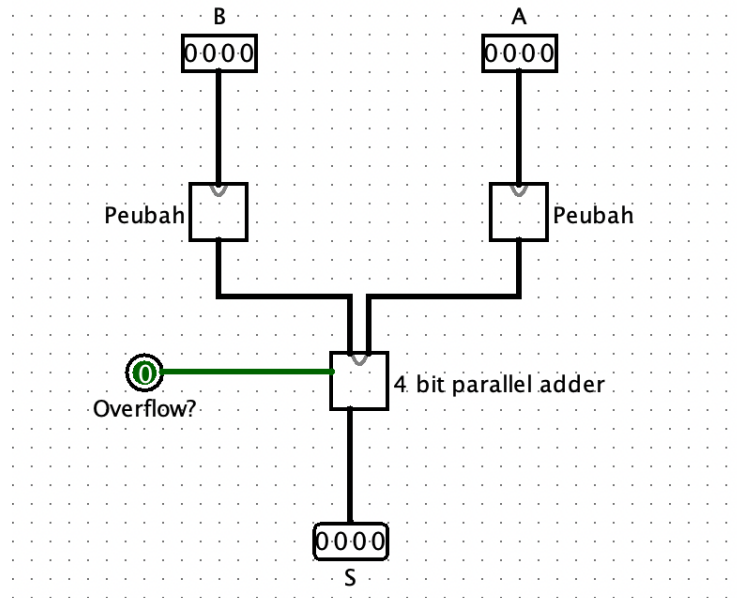 B
A
0000
0000
Peubah
Peubah
0
Overflow?
4 bit parallel adder
0000
S